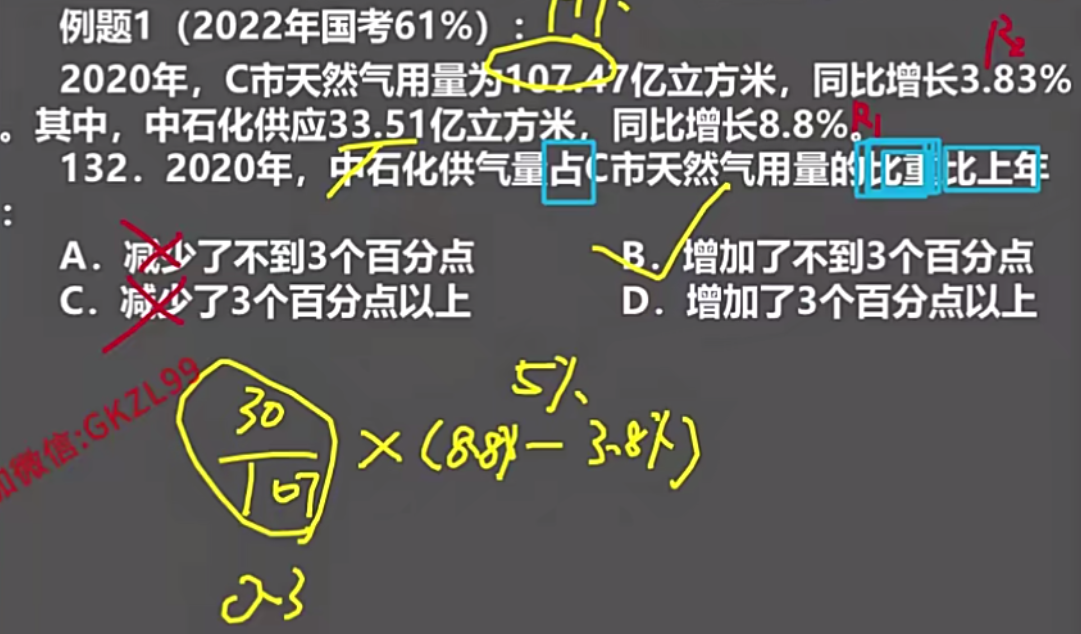 例题1（2022年国考61%）：
R₂
2020年，C市天然气用量为107.47亿立方米，同比增长3.83%
。其中，中石化供应33.51亿立方米，同比增长8.8%。R₁
132．2020年，中石化供气量占C市天然气用量的比重比上年
：
A．减少了不到3个百分点 B．增加了不到3个百分点
C．减少了3个百分点以上 D．增加了3个百分点以上
加微信:GKZL99
5%
30/107 ×（8.8% − 3.8%）
0.3